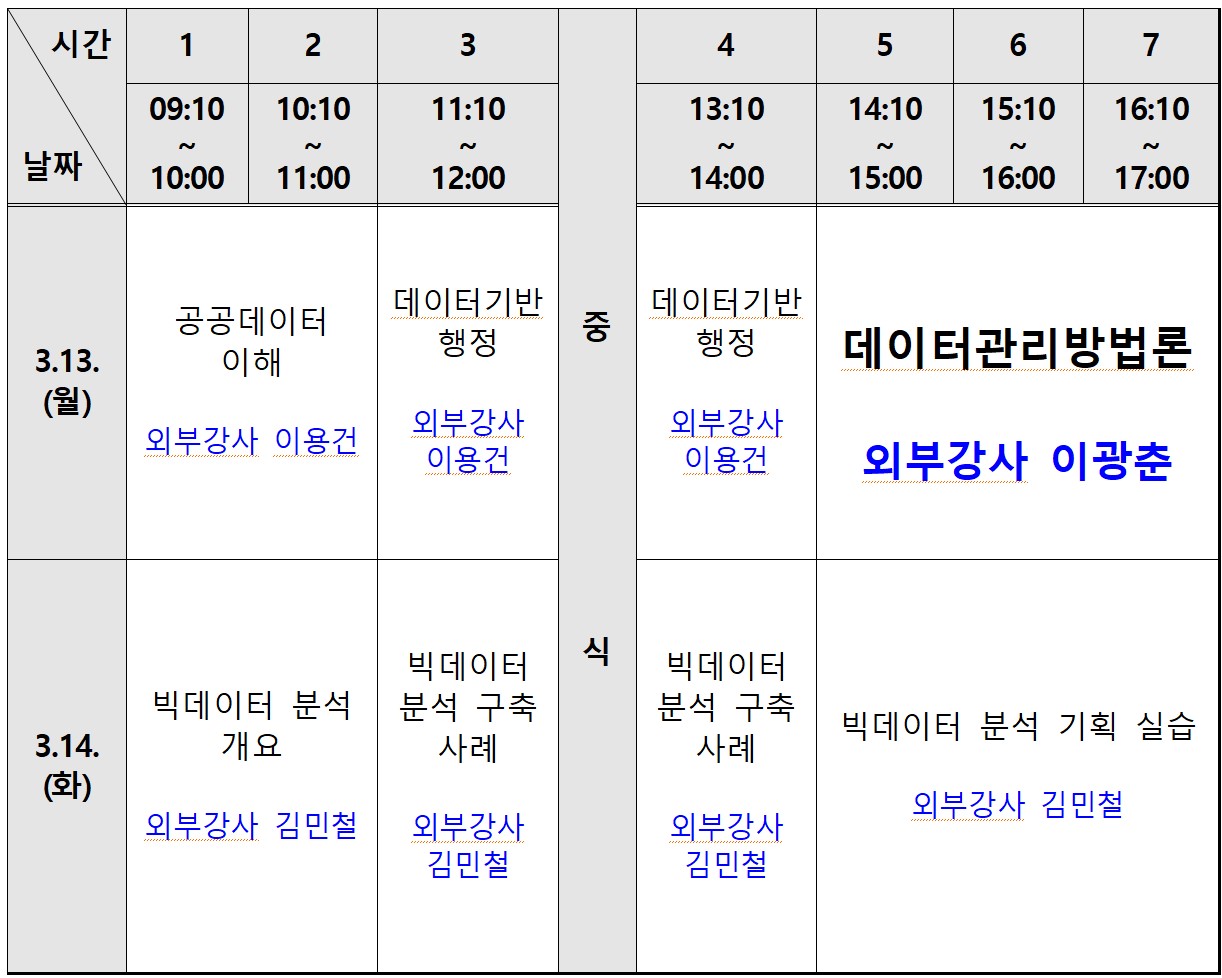 시간 1 2 3 4 5 6 7
날짜
09:10 10:10 11:10 13:10 14:10 15:10 16:10
~ ~ ~ ~ ~ ~ ~
10:00 11:00 12:00 14:00 15:00 16:00 17:00
3.13.
(월)
공공데이터
이해
외부강사 이용건
데이터기반
행정
외부강사
이용건
중
식
데이터기반
행정
외부강사
이용건
데이터관리방법론
외부강사 이광춘
3.14.
(화)
빅데이터 분석
개요
외부강사 김민철
빅데이터
분석 구축
사례
외부강사
김민철
빅데이터
분석 구축
사례
외부강사
김민철
빅데이터 분석 기획 실습
외부강사 김민철